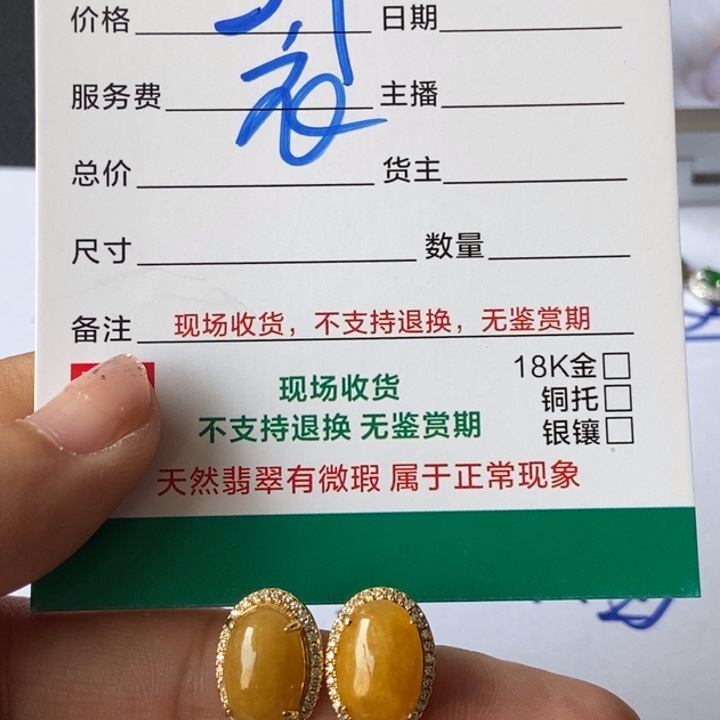 价格 日期
服务费 主播
总价 货主
尺寸 数量
备注 现场收货，不支持退换，无鉴赏期
18K金
现场收货
铜托
不支持退换 无鉴赏期
银镶
天然翡翠有微瑕 属于正常现象